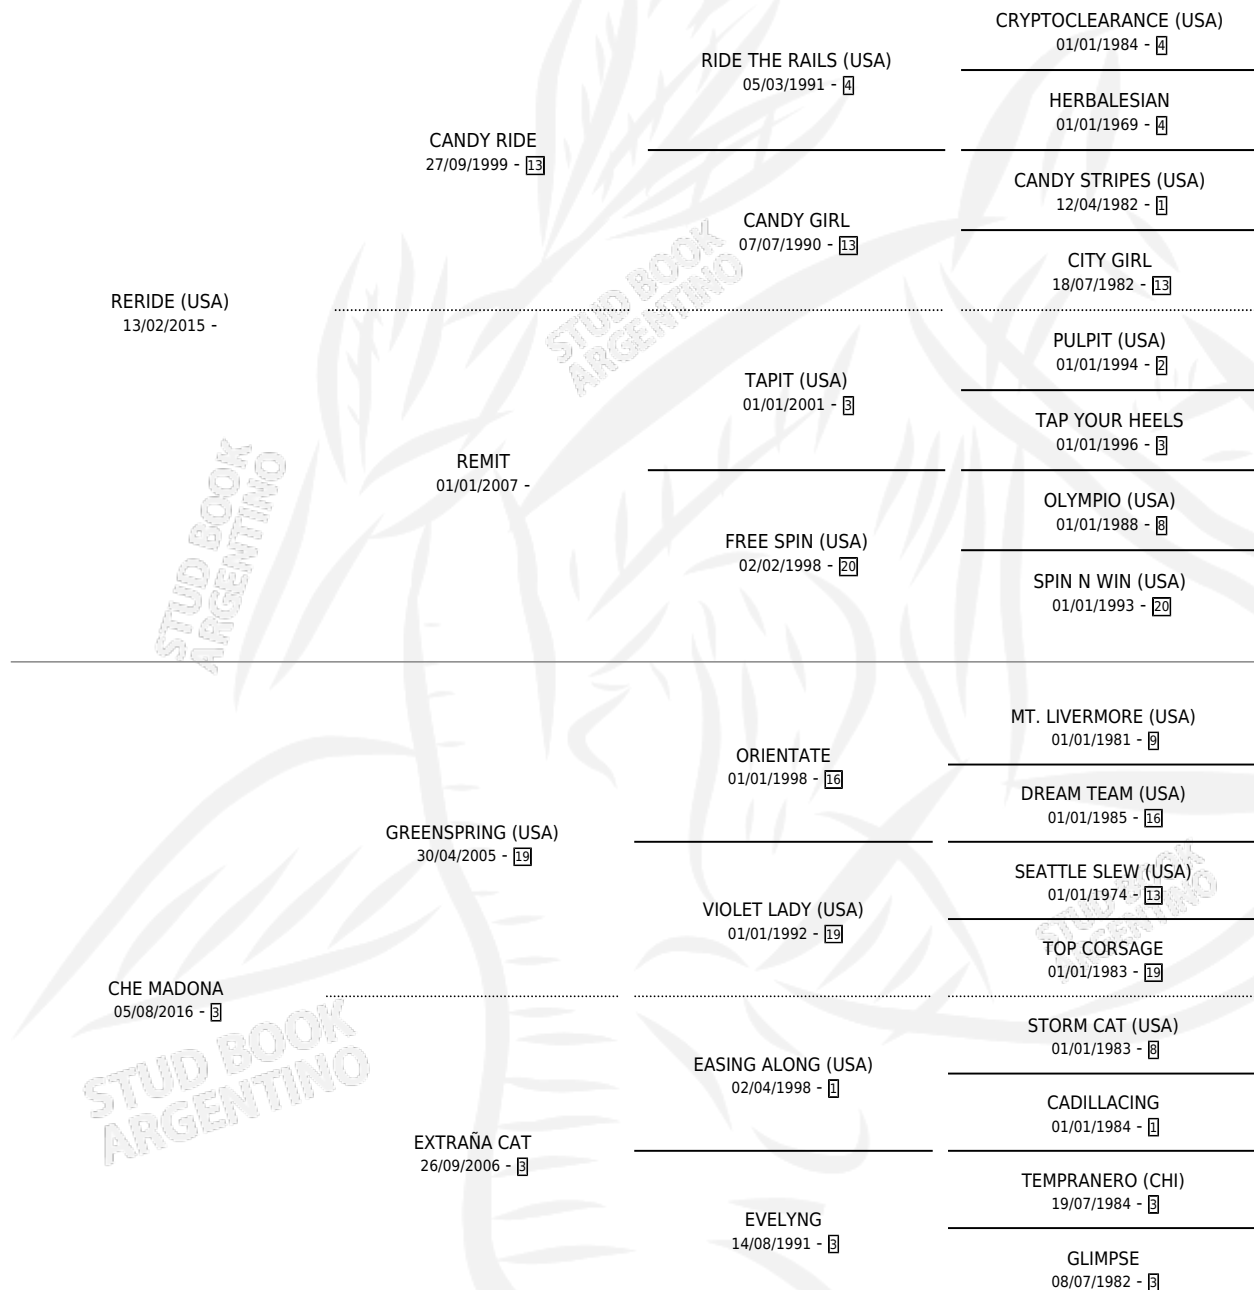 CRYPTOCLEARANCE (USA)
01/01/1984 - 4
RIDE THE RAILS (USA)
05/03/1991 - 4
HERBALESIAN
01/01/1969 - 4
CANDY RIDE
27/09/1999 - 13
CANDY STRIPES (USA)
12/04/1982 - 1
CANDY GIRL
07/07/1990 - 13
CITY GIRL
18/07/1982 - 13
RERIDE (USA)
13/02/2015 -
STUD BOOK
ARGENTINO
PULPIT (USA)
01/01/1994 - 2
TAPIT (USA)
01/01/2001 - 3
TAP YOUR HEELS
01/01/1996 - 3
REMIT
01/01/2007 -
OLYMPIO (USA)
01/01/1988 - 8
FREE SPIN (USA)
02/02/1998 - 20
SPIN N WIN (USA)
01/01/1993 - 20
STUD BOOK
ARGENTINO
MT. LIVERMORE (USA)
01/01/1981 - 9
ORIENTATE
01/01/1998 - 16
DREAM TEAM (USA)
01/01/1985 - 16
GREENSPRING (USA)
30/04/2005 - 19
SEATTLE SLEW (USA)
01/01/1974 - 13
VIOLET LADY (USA)
01/01/1992 - 19
TOP CORSAGE
01/01/1983 - 19
STUD BOOK
ARGENTINO
CHE MADONA
05/08/2016 - 3
STORM CAT (USA)
01/01/1983 - 8
EASING ALONG (USA)
02/04/1998 - 1
CADILLACING
01/01/1984 - 1
STUD BOOK
ARGENTINO
EXTRAÑA CAT
26/09/2006 - 3
TEMPRANERO (CHI)
19/07/1984 - 3
EVELYNG
14/08/1991 - 3
GLIMPSE
08/07/1982 - 3